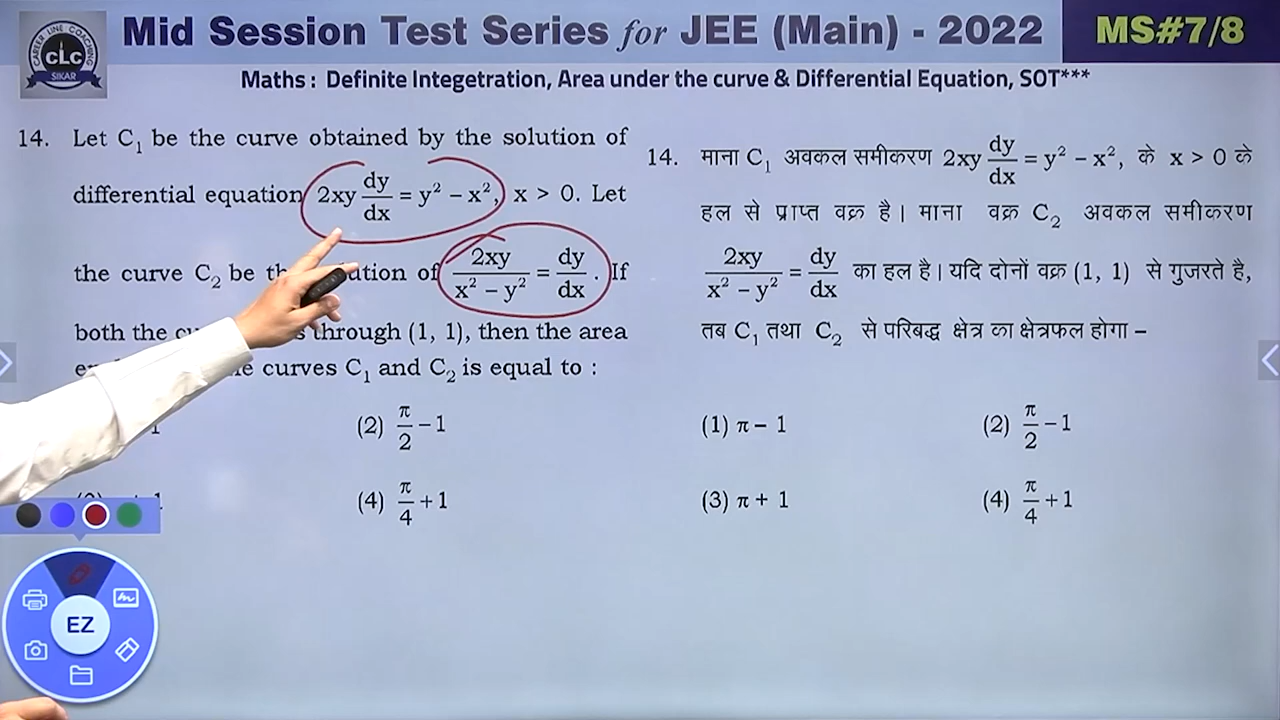 CAREER LINE COACHING
CLC
SIKAR
Mid Session Test Series for JEE (Main) - 2022
MS#7/8
Maths : Definite Integetration, Area under the curve & Differential Equation, SOT***
14. Let C₁ be the curve obtained by the solution of
differential equation 2xy dy/dx = y² – x², x > 0. Let
the curve C₂ be the solution of 2xy/(x² – y²) = dy/dx . If
both the through (1, 1), then the area
curves C₁ and C₂ is equal to :
(2) π/2 – 1
(4) π/4 + 1
14. माना C₁ अवकल समीकरण 2xy dy/dx = y² – x², के x > 0 के
हल से प्राप्त वक्र है। माना वक्र C₂ अवकल समीकरण
2xy/(x² – y²) = dy/dx का हल है। यदि दोनों वक्र (1, 1) से गुजरते है,
तब C₁ तथा C₂ से परिबद्ध क्षेत्र का क्षेत्रफल होगा –
(1) π – 1 (2) π/2 – 1
(3) π + 1 (4) π/4 + 1
EZ